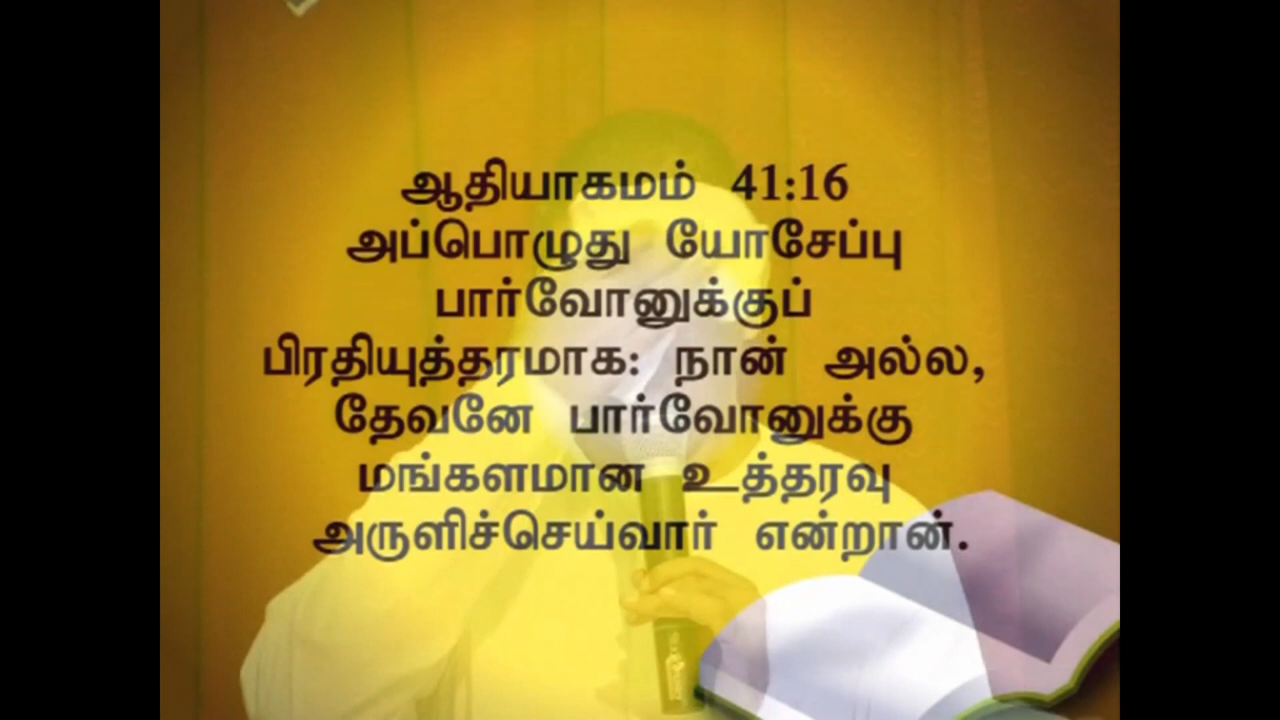 ஆதியாகமம் 41:16
அப்பொழுது யோசேப்பு
பார்வோனுக்குப்
பிரதியுத்தரமாக: நான் அல்ல,
தேவனே பார்வோனுக்கு
மங்களமான உத்தரவு
அருளிச்செய்வார் என்றான்.